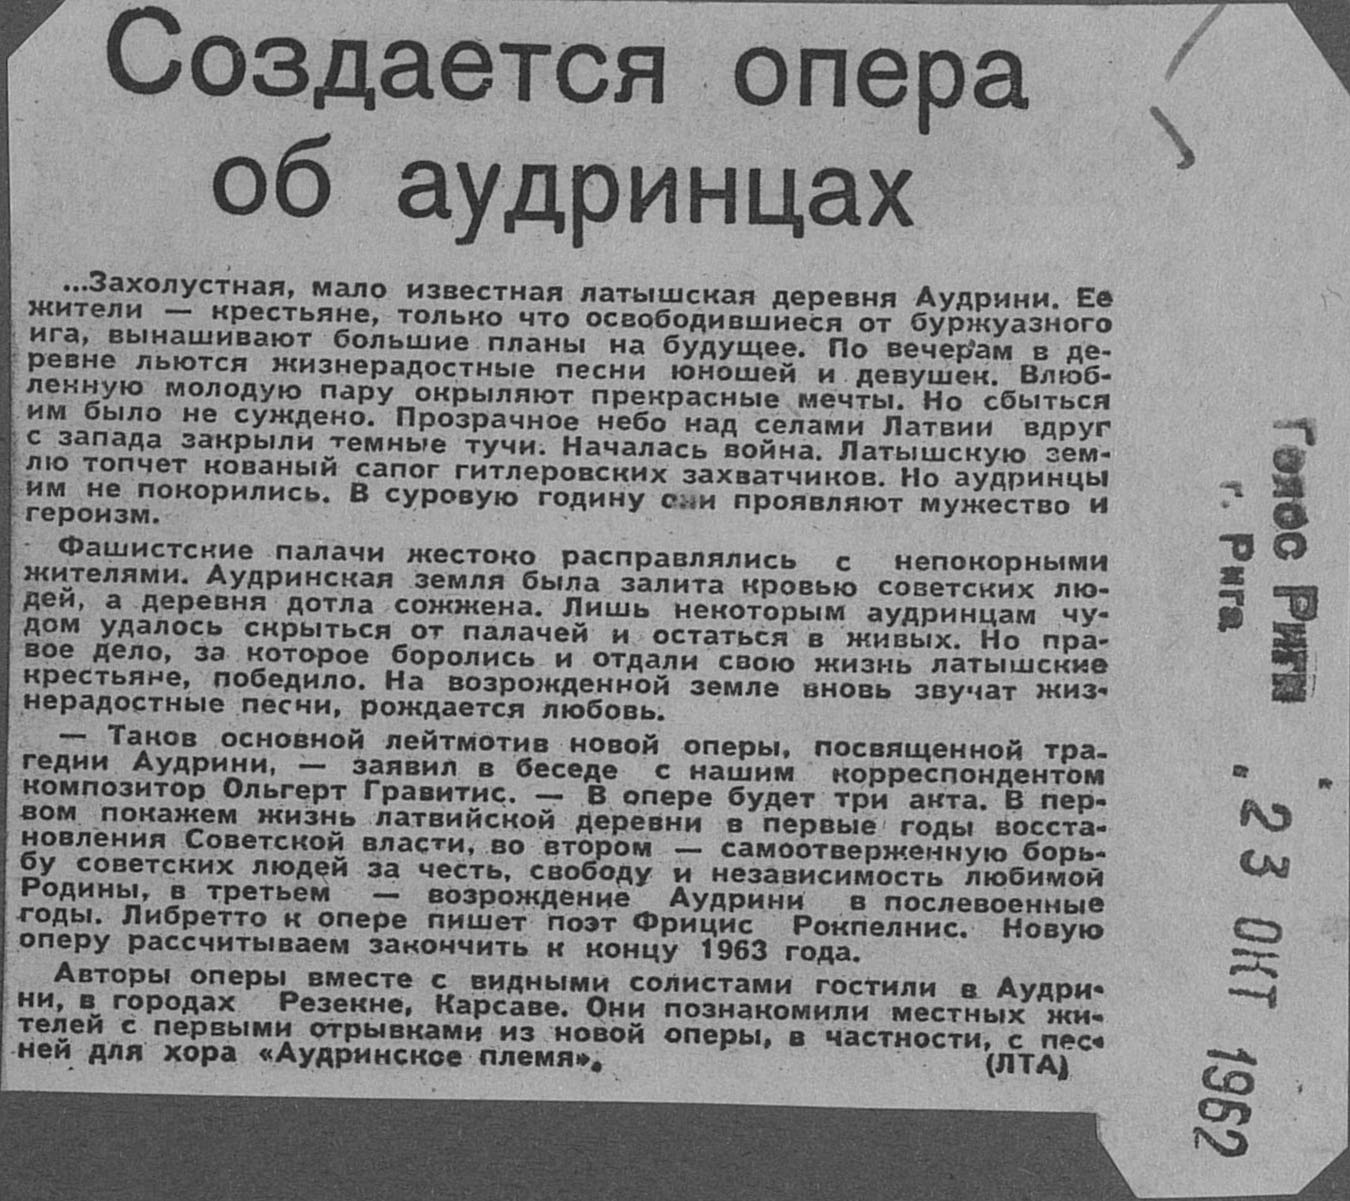 Создается опера
об аудринцах
...Захолустная, мало известная латышская деревня Аудрини. Ее
жители — крестьяне, только что освободившиеся от буржуазного
ига, вынашивают большие планы на будущее. По вечерам в де-
ревне льются жизнерадостные песни юношей и девушек. Влюб-
ленную молодую пару окрыляют прекрасные мечты. Но сбыться
им было не суждено. Прозрачное небо над селами Латвии вдруг
с запада закрыли темные тучи. Началась война. Латышскую зем-
лю топчет кованый сапог гитлеровских захватчиков. Но аудринцы
им не покорились. В суровую годину они проявляют мужество и
героизм.
Фашистские палачи жестоко расправлялись с непокорными
жителями. Аудринская земля была залита кровью советских лю-
дей, а деревня дотла сожжена. Лишь некоторым аудринцам чу-
дом удалось скрыться от палачей и остаться в живых. Но пра-
вое дело, за которое боролись и отдали свою жизнь латышские
крестьяне, победило. На возрожденной земле вновь звучат жиз-
нерадостные песни, рождается любовь.
— Таков основной лейтмотив новой оперы, посвященной тра-
гедии Аудрини, — заявил в беседе с нашим корреспондентом
композитор Ольгерт Гравитис. — В опере будет три акта. В пер-
вом покажем жизнь латвийской деревни в первые годы восста-
новления Советской власти, во втором — самоотверженную борь-
бу советских людей за честь, свободу и независимость любимой
Родины, в третьем — возрождение Аудрини в послевоенные
годы. Либретто к опере пишет поэт Фрицис Рокпелнис. Новую
оперу рассчитываем закончить к концу 1963 года.
Авторы оперы вместе с видными солистами гостили в Аудри-
ни, в городах Резекне, Карсаве. Они познакомили местных жи-
телей с первыми отрывками из новой оперы, в частности, с пес-
ней для хора «Аудринское племя».
(ЛТА)
Голос Риги
г. Рига
23 ОКТ 1962